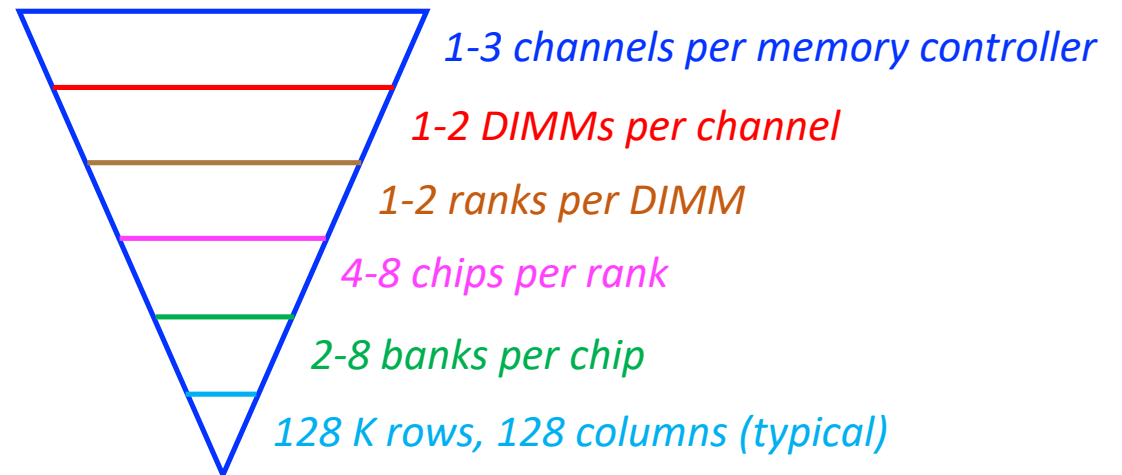 1-3 channels per memory controller
1-2 DIMMs per channel
1-2 ranks per DIMM
4-8 chips per rank
2-8 banks per chip
128 K rows, 128 columns (typical)